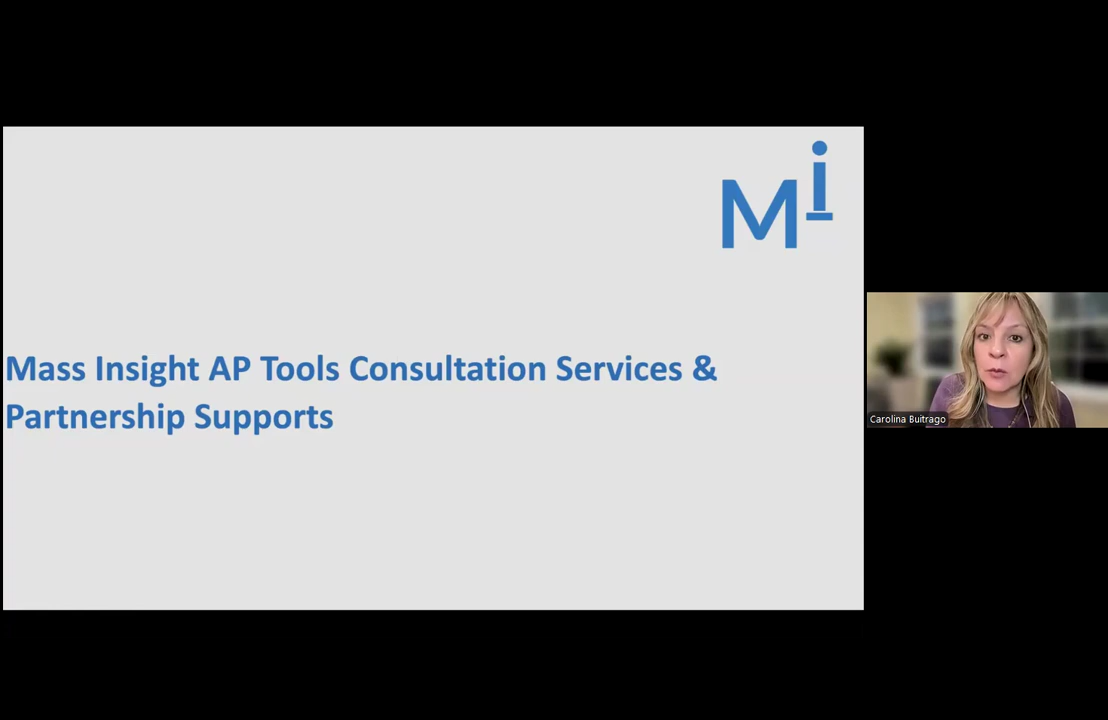 Mi
Mass Insight AP Tools Consultation Services &
Partnership Supports
Carolina Buitrago